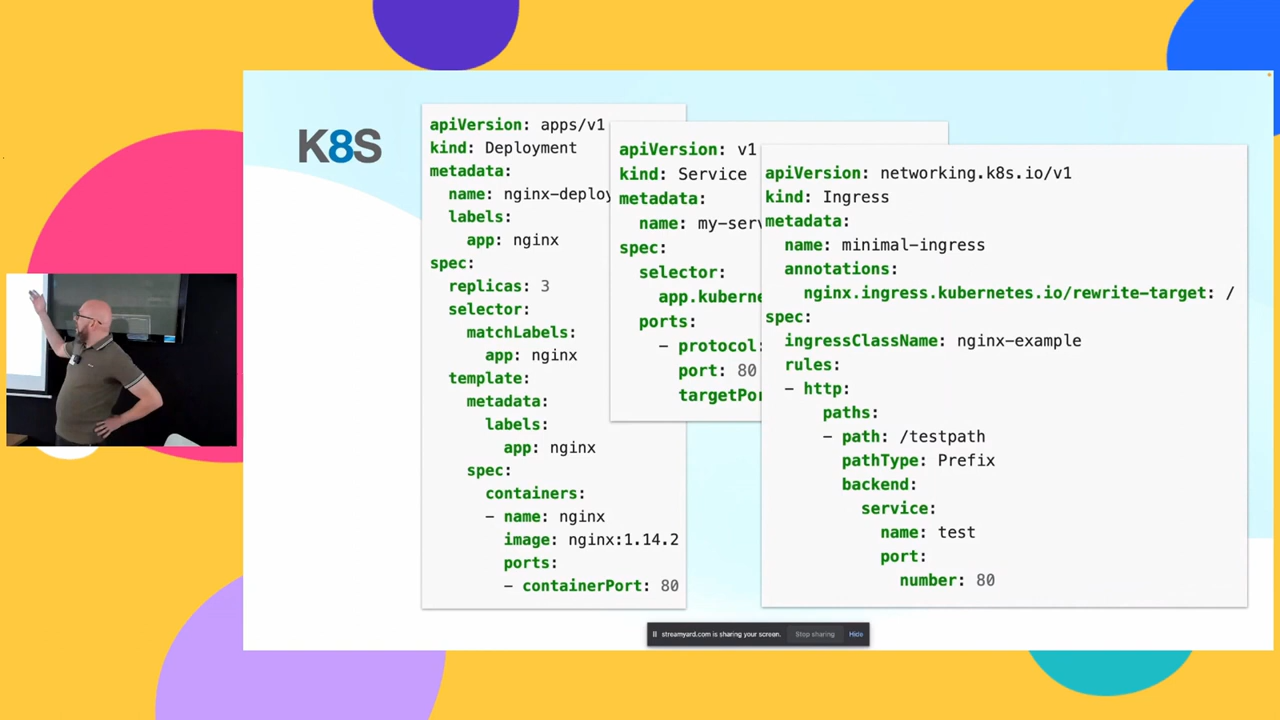 K8S
apiVersion: apps/v1
kind: Deployment
metadata:
name: nginx-deploy
labels:
app: nginx
spec:
replicas: 3
selector:
matchLabels:
app: nginx
template:
metadata:
labels:
app: nginx
spec:
containers:
- name: nginx
image: nginx:1.14.2
ports:
- containerPort: 80
apiVersion: v1
kind: Service
metadata:
name: my-serv
spec:
selector:
app.kuberne
ports:
- protocol:
port: 80
targetPor
apiVersion: networking.k8s.io/v1
kind: Ingress
metadata:
name: minimal-ingress
annotations:
nginx.ingress.kubernetes.io/rewrite-target: /
spec:
ingressClassName: nginx-example
rules:
- http:
paths:
- path: /testpath
pathType: Prefix
backend:
service:
name: test
port:
number: 80
streamyard.com is sharing your screen.
Stop sharing
Hide